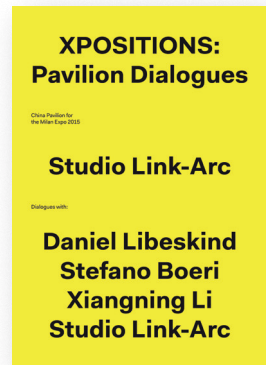 XPOSITIONS:
Pavilion Dialogues
China Pavilion for
the Milan Expo 2015
Studio Link-Arc
Dialogues with:
Daniel Libeskind
Stefano Boeri
Xiangning Li
Studio Link-Arc